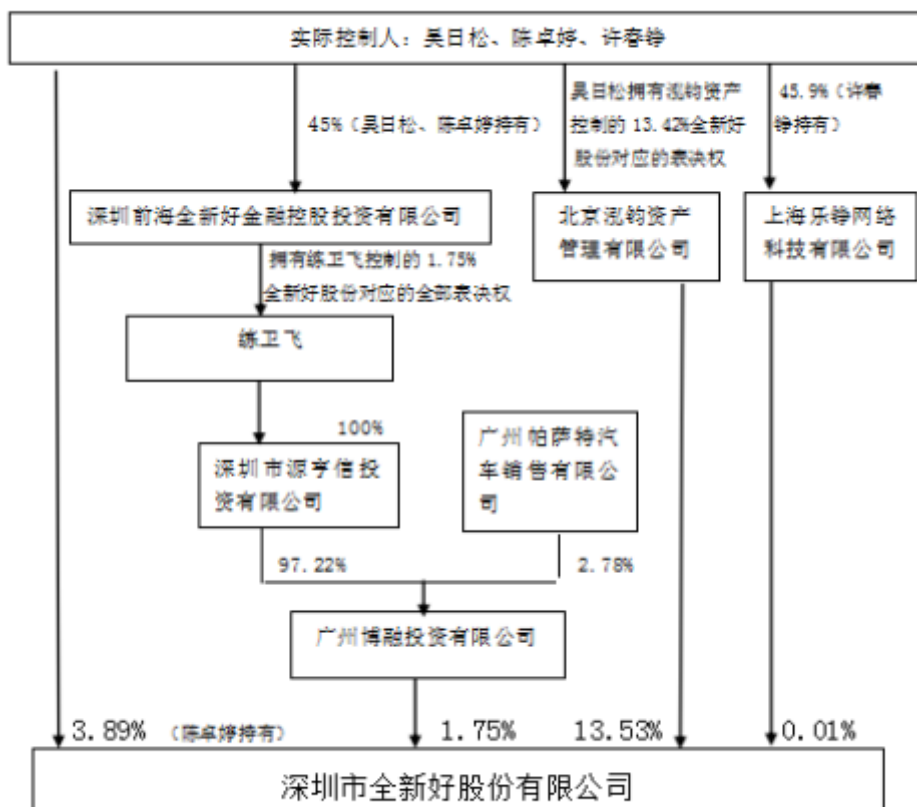 实际控制人：吴日松、陈卓婷、许春铮
45%（吴日松、陈卓婷持有）
吴日松拥有泓钧资产
控制的 13.42%全新好
股份对应的表决权
45.9%（许春
铮持有）
深圳前海全新好金融控股投资有限公司
北京泓钧资产
管理有限公司
上海乐铮网络
科技有限公司
拥有练卫飞控制的 1.75%
全新好股份对应的全部表决权
练卫飞
100%
深圳市源亨信投
资有限公司
广州帕萨特汽
车销售有限公
司
97.22%
2.78%
广州博融投资有限公司
3.89%
（陈卓婷持有）
1.75%
13.53%
0.01%
深圳市全新好股份有限公司